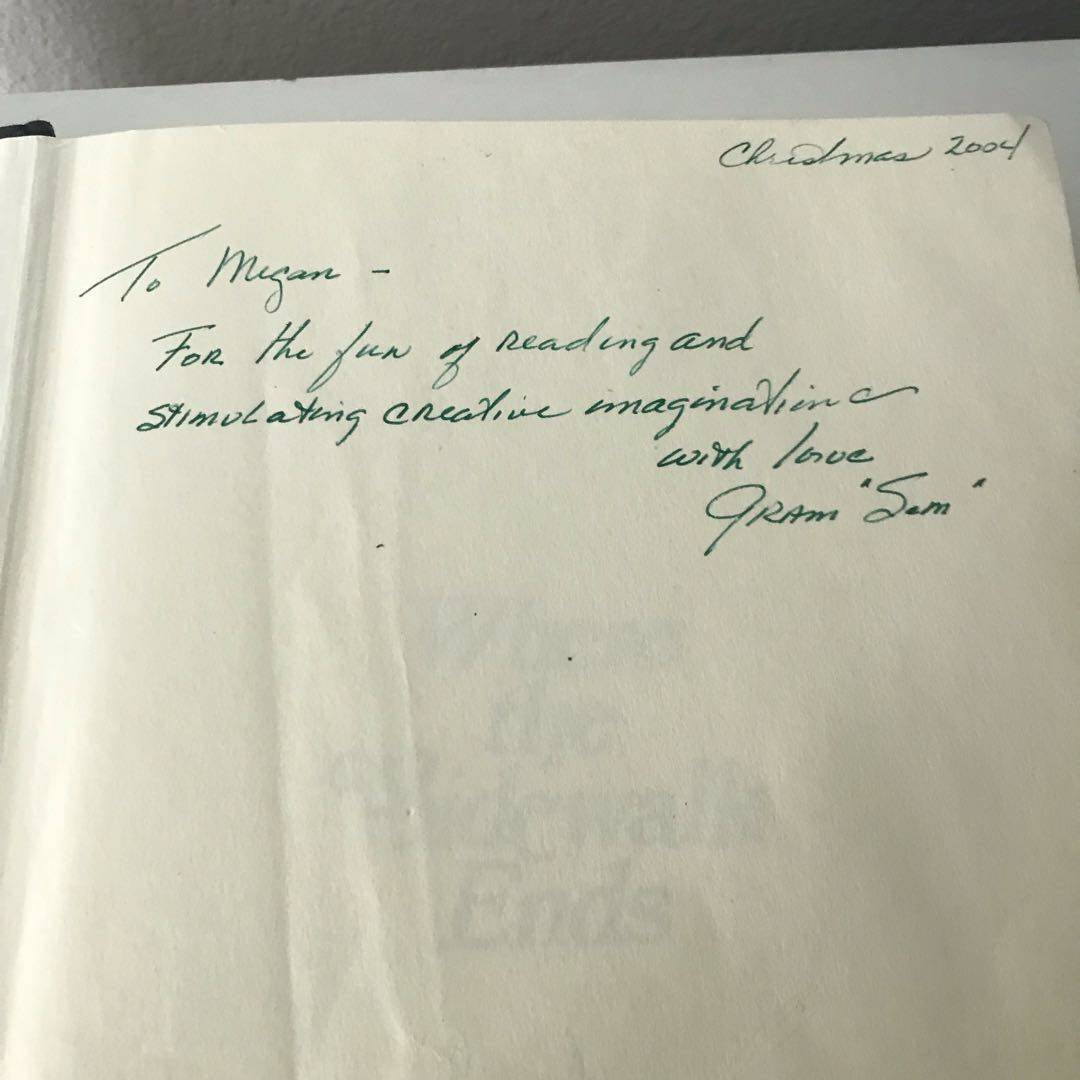 Christmas 2004
To Megan -
For the fun of reading and
stimulating creative imagination
with love
Gram "Sem"
Where
the
Sidewalk
Ends